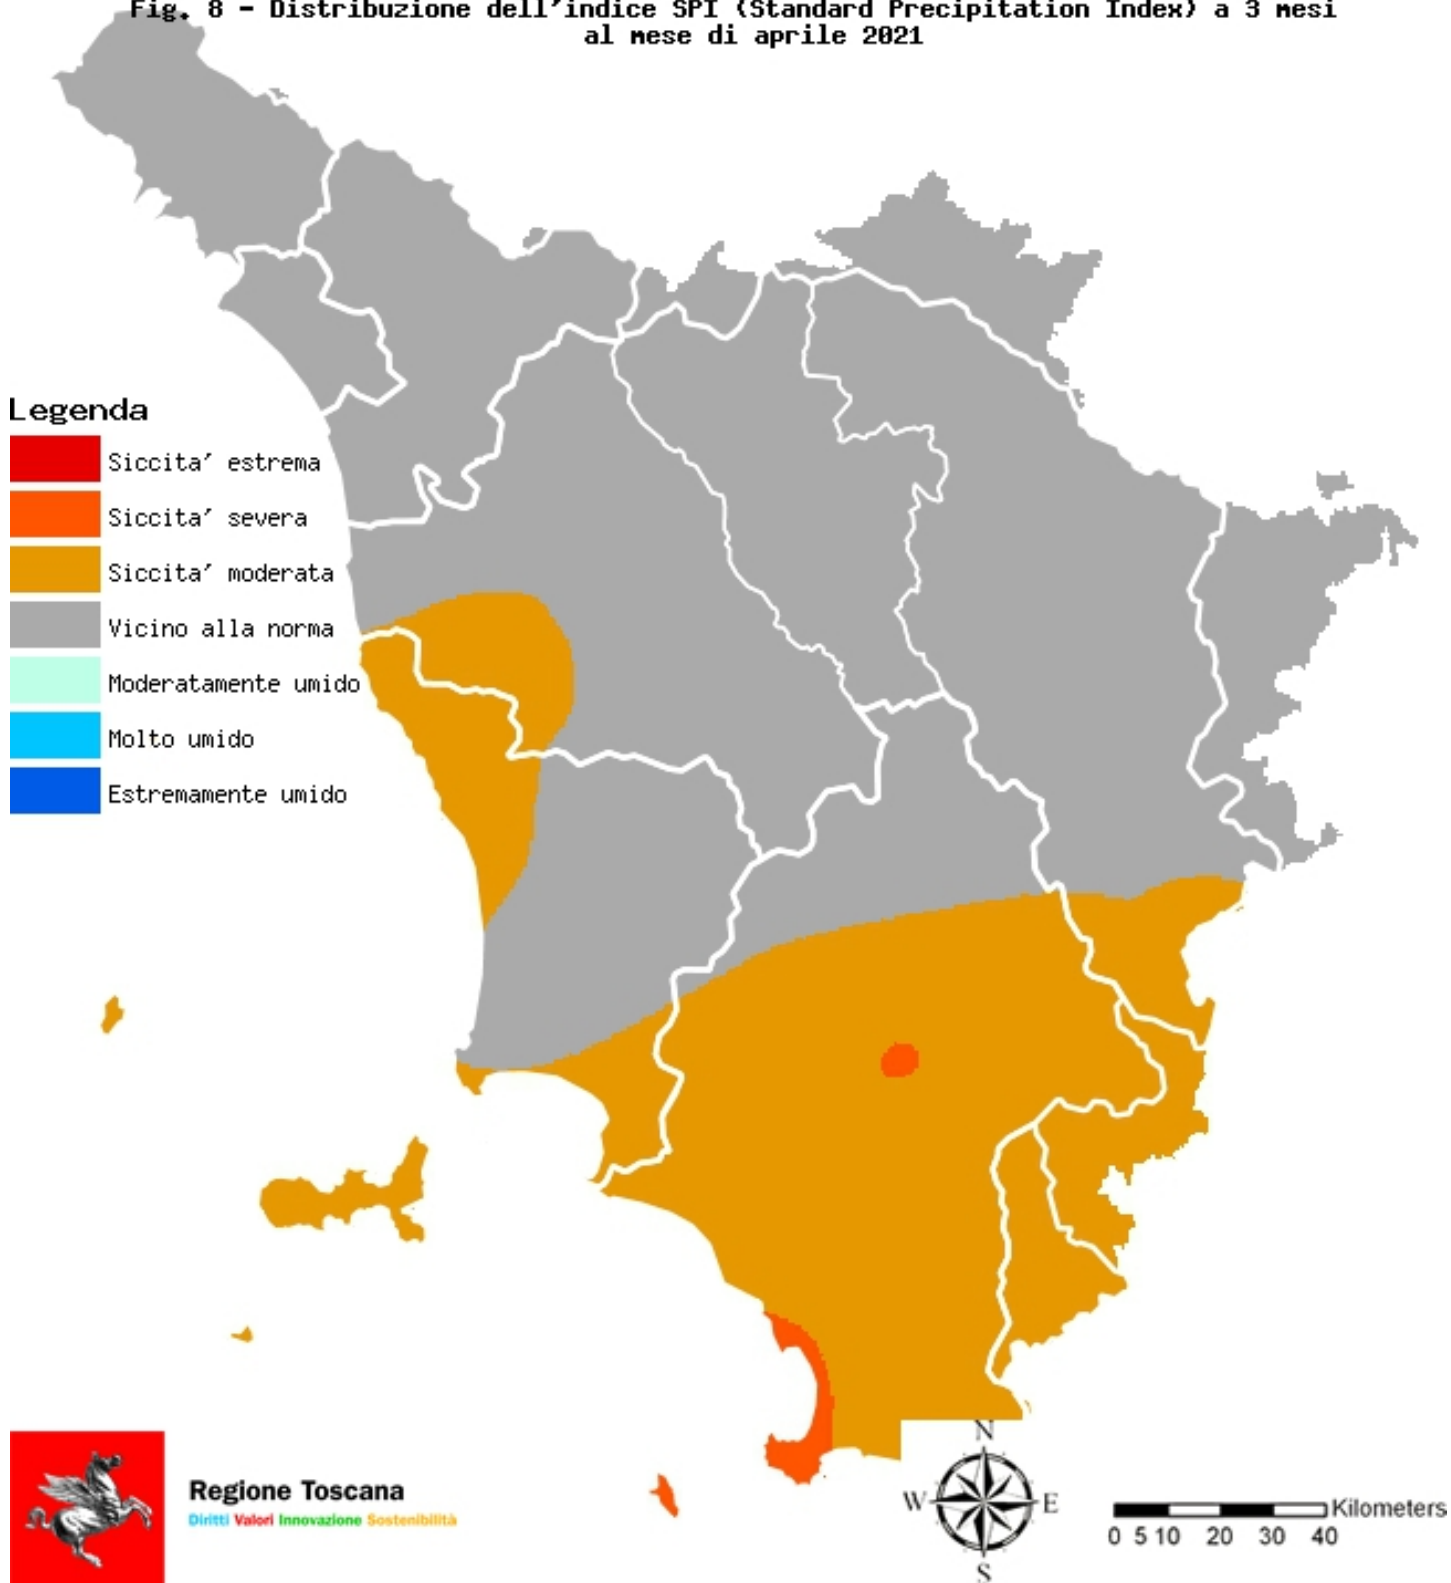 Fig. 8 - Distribuzione dell'indice SPI (Standard Precipitation Index) a 3 mesi
al mese di aprile 2021
Legenda
Siccita' estrema
Siccita' severa
Siccita' moderata
Vicino alla norma
Moderatamente umido
Molto umido
Estremamente umido
Regione Toscana
Diritti Valori Innovazione Sostenibilità
N
W E
S
Kilometers
0 5 10 20 30 40